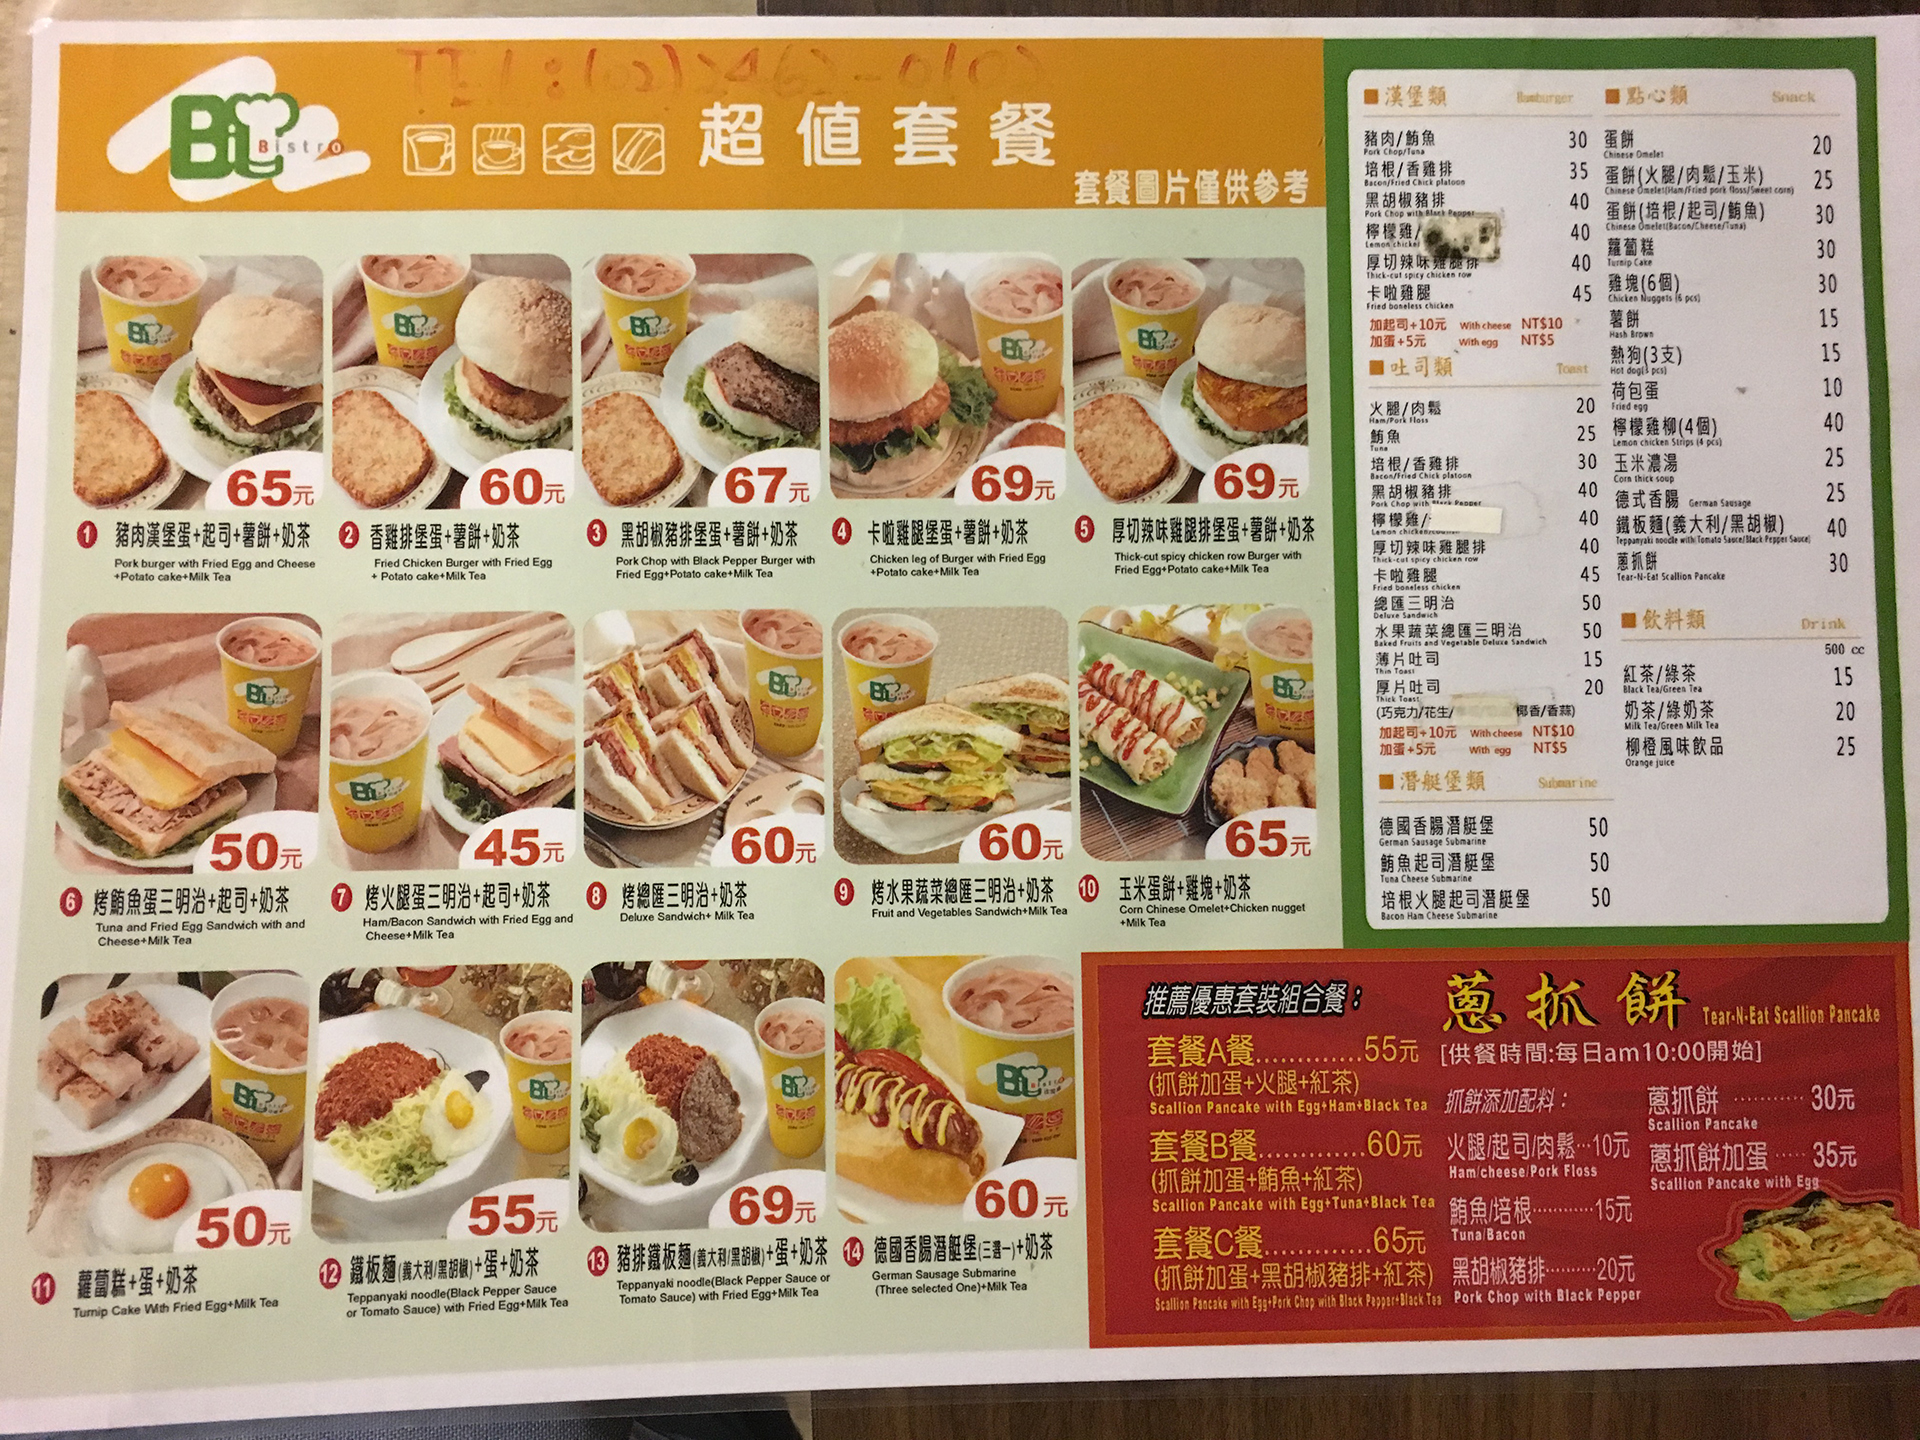 TEL:(02)2462-0102
Bi Bistro
超值套餐
套餐圖片僅供參考
65元
60元
67元
69元
69元
1 豬肉漢堡蛋+起司+薯餅+奶茶
Pork burger with Fried Egg and Cheese
+Potato cake+Milk Tea
2 香雞排堡蛋+薯餅+奶茶
Fried Chicken Burger with Fried Egg
+ Potato cake+Milk Tea
3 黑胡椒豬排堡蛋+薯餅+奶茶
Pork Chop with Black Pepper Burger with
Fried Egg+Potato cake+Milk Tea
4 卡啦雞腿堡蛋+薯餅+奶茶
Chicken leg of Burger with Fried Egg
+Potato cake+Milk Tea
5 厚切辣味雞腿排堡蛋+薯餅+奶茶
Thick-cut spicy chicken row Burger with
Fried Egg+Potato cake+Milk Tea
50元
45元
60元
60元
65元
6 烤鮪魚蛋三明治+起司+奶茶
Tuna and Fried Egg Sandwich with and
Cheese+Milk Tea
7 烤火腿蛋三明治+起司+奶茶
Ham/Bacon Sandwich with Fried Egg and
Cheese+Milk Tea
8 烤總匯三明治+奶茶
Deluxe Sandwich+ Milk Tea
9 烤水果蔬菜總匯三明治+奶茶
Fruit and Vegetables Sandwich+Milk Tea
10 玉米蛋餅+雞塊+奶茶
Corn Chinese Omelet+Chicken nugget
+Milk Tea
50元
55元
69元
60元
11 蘿蔔糕+蛋+奶茶
Turnip Cake With Fried Egg+Milk Tea
12 鐵板麵(義大利/黑胡椒)+蛋+奶茶
Teppanyaki noodle(Black Pepper Sauce
or Tomato Sauce) with Fried Egg+Milk Tea
13 豬排鐵板麵(義大利/黑胡椒)+蛋+奶茶
Teppanyaki noodle(Black Pepper Sauce or
Tomato Sauce) with Fried Egg+Milk Tea
14 德國香腸潛艇堡(三選一)+奶茶
German Sausage Submarine
(Three selected One)+Milk Tea
漢堡類 Hamburger
豬肉/鮪魚 30
Pork Chop/Tuna
培根/香雞排 35
Bacon/Fried Chick platoon
黑胡椒豬排 40
Pork Chop with Black Pepper
檸檬雞/ 40
Lemon chicken
厚切辣味雞腿排 40
Thick-cut spicy chicken row
卡啦雞腿 45
Fried boneless chicken
加起司+10元 With cheese NT$10
加蛋+5元 With egg NT$5
吐司類 Toast
火腿/肉鬆 20
Ham/Pork Floss
鮪魚 25
Tuna
培根/香雞排 30
Bacon/Fried Chick platoon
黑胡椒豬排 40
Pork Chop with Black Pepper
檸檬雞/ 40
Lemon chicken
厚切辣味雞腿排 40
Thick-cut spicy chicken row
卡啦雞腿 45
Fried boneless chicken
總匯三明治 50
Deluxe Sandwich
水果蔬菜總匯三明治 50
Baked Fruits and Vegetable Deluxe Sandwich
薄片吐司 15
Thin Toast
厚片吐司 20
Thick Toast
(巧克力/花生/ 椰香/香蒜)
加起司+10元 With cheese NT$10
加蛋+5元 With egg NT$5
潛艇堡類 Submarine
德國香腸潛艇堡 50
German Sausage Submarine
鮪魚起司潛艇堡 50
Tuna Cheese Submarine
培根火腿起司潛艇堡 50
Bacon Ham Cheese Submarine
點心類 Snack
蛋餅 20
Chinese Omelet
蛋餅(火腿/肉鬆/玉米) 25
Chinese Omelet(Ham/Fried pork floss/Sweet corn)
蛋餅(培根/起司/鮪魚) 30
Chinese Omelet(Bacon/Cheese/Tuna)
蘿蔔糕 30
Turnip Cake
雞塊(6個) 30
Chicken Nuggets (6 pcs)
薯餅 15
Hash Brown
熱狗(3支) 15
Hot dog(3 pcs)
荷包蛋 10
Fried egg
檸檬雞柳(4個) 40
Lemon chicken Strips (4 pcs)
玉米濃湯 25
Corn thick soup
德式香腸 German Sausage 25
鐵板麵(義大利/黑胡椒) 40
Teppanyaki noodle with(Tomato Sauce/Black Pepper Sauce)
蔥抓餅 30
Tear-N-Eat Scallion Pancake
飲料類 Drink
500 cc
紅茶/綠茶 15
Black Tea/Green Tea
奶茶/綠奶茶 20
Milk Tea/Green Milk Tea
柳橙風味飲品 25
Orange juice
推薦優惠套裝組合餐:
套餐A餐.............55元
(抓餅加蛋+火腿+紅茶)
Scallion Pancake with Egg+Ham+Black Tea
套餐B餐.............60元
(抓餅加蛋+鮪魚+紅茶)
Scallion Pancake with Egg+Tuna+Black Tea
套餐C餐.............65元
(抓餅加蛋+黑胡椒豬排+紅茶)
Scallion Pancake with Egg+Pork Chop with Black Pepper+Black Tea
蔥抓餅 Tear-N-Eat Scallion Pancake
[供餐時間:每日am10:00開始]
抓餅添加配料:
火腿/起司/肉鬆...10元
Ham/cheese/Pork Floss
鮪魚/培根............15元
Tuna/Bacon
黑胡椒豬排..........20元
Pork Chop with Black Pepper
蔥抓餅 ........... 30元
Scallion Pancake
蔥抓餅加蛋 ..... 35元
Scallion Pancake with Egg